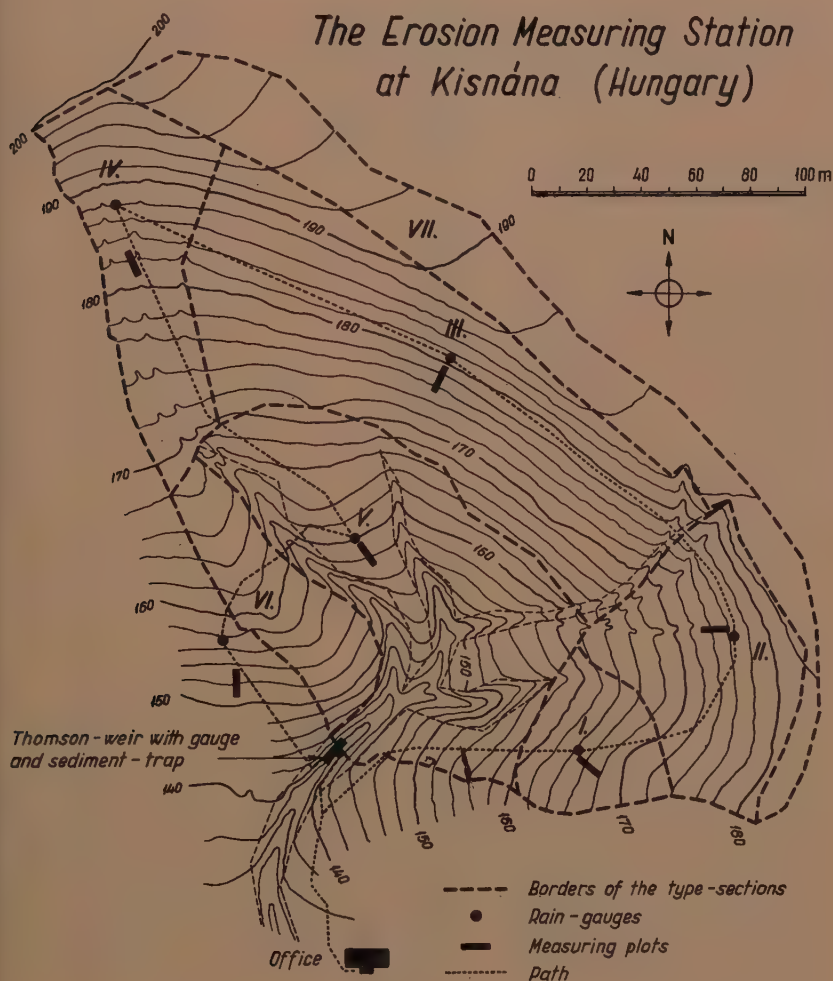 The Erosion Measuring Station
at Kisnána (Hungary)
200
200
0 20 40 60 80 100 m
IV.
190
190
VII.
190
N
180
180
III.
170
170
V.
160
VI.
160
150
II.
150
I.
Thomson-weir with gauge
and sediment-trap
140
150
160
170
180
140
Borders of the type-sections
Rain-gauges
Measuring plots
Path
Office